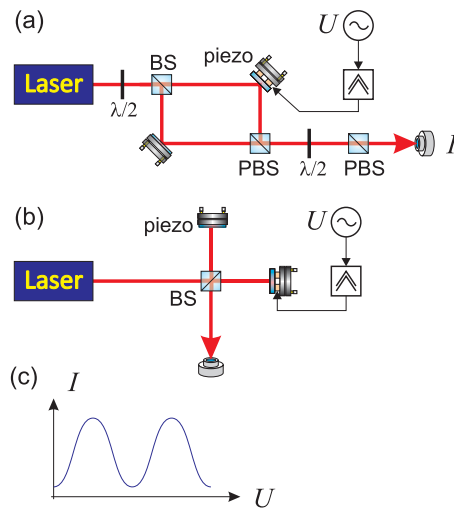 (a)
BS
piezo
U
Laser
λ/2
PBS
λ/2
PBS
I
(b)
piezo
U
Laser
BS
(c)
I
U